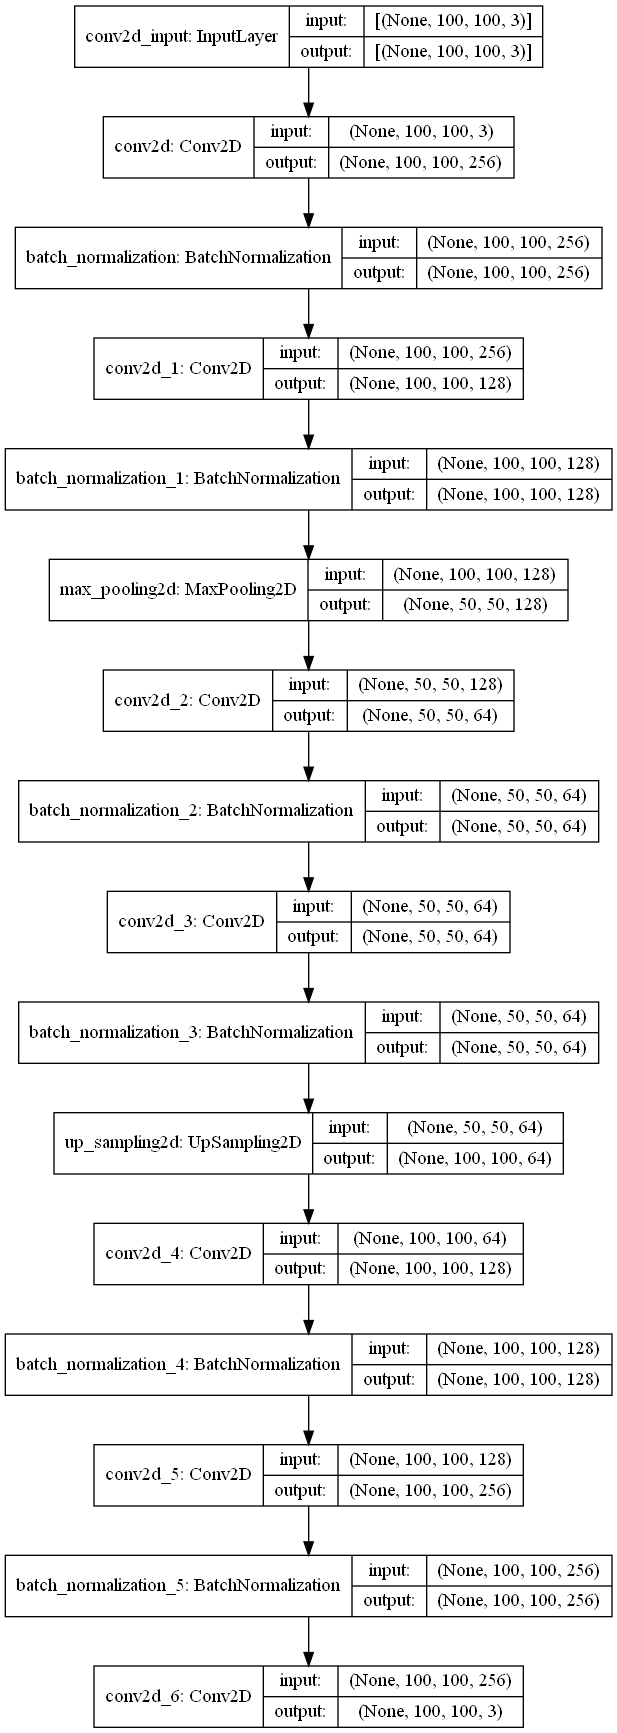 conv2d_input: InputLayer
input: [(None, 100, 100, 3)]
output: [(None, 100, 100, 3)]
conv2d: Conv2D
input: (None, 100, 100, 3)
output: (None, 100, 100, 256)
batch_normalization: BatchNormalization
input: (None, 100, 100, 256)
output: (None, 100, 100, 256)
conv2d_1: Conv2D
input: (None, 100, 100, 256)
output: (None, 100, 100, 128)
batch_normalization_1: BatchNormalization
input: (None, 100, 100, 128)
output: (None, 100, 100, 128)
max_pooling2d: MaxPooling2D
input: (None, 100, 100, 128)
output: (None, 50, 50, 128)
conv2d_2: Conv2D
input: (None, 50, 50, 128)
output: (None, 50, 50, 64)
batch_normalization_2: BatchNormalization
input: (None, 50, 50, 64)
output: (None, 50, 50, 64)
conv2d_3: Conv2D
input: (None, 50, 50, 64)
output: (None, 50, 50, 64)
batch_normalization_3: BatchNormalization
input: (None, 50, 50, 64)
output: (None, 50, 50, 64)
up_sampling2d: UpSampling2D
input: (None, 50, 50, 64)
output: (None, 100, 100, 64)
conv2d_4: Conv2D
input: (None, 100, 100, 64)
output: (None, 100, 100, 128)
batch_normalization_4: BatchNormalization
input: (None, 100, 100, 128)
output: (None, 100, 100, 128)
conv2d_5: Conv2D
input: (None, 100, 100, 128)
output: (None, 100, 100, 256)
batch_normalization_5: BatchNormalization
input: (None, 100, 100, 256)
output: (None, 100, 100, 256)
conv2d_6: Conv2D
input: (None, 100, 100, 256)
output: (None, 100, 100, 3)